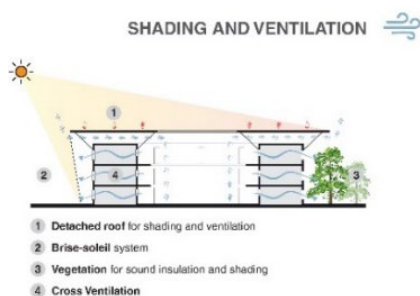 SHADING AND VENTILATION
1
2
4
3
1 Detached roof for shading and ventilation
2 Brise-soleil system
3 Vegetation for sound insulation and shading
4 Cross Ventilation